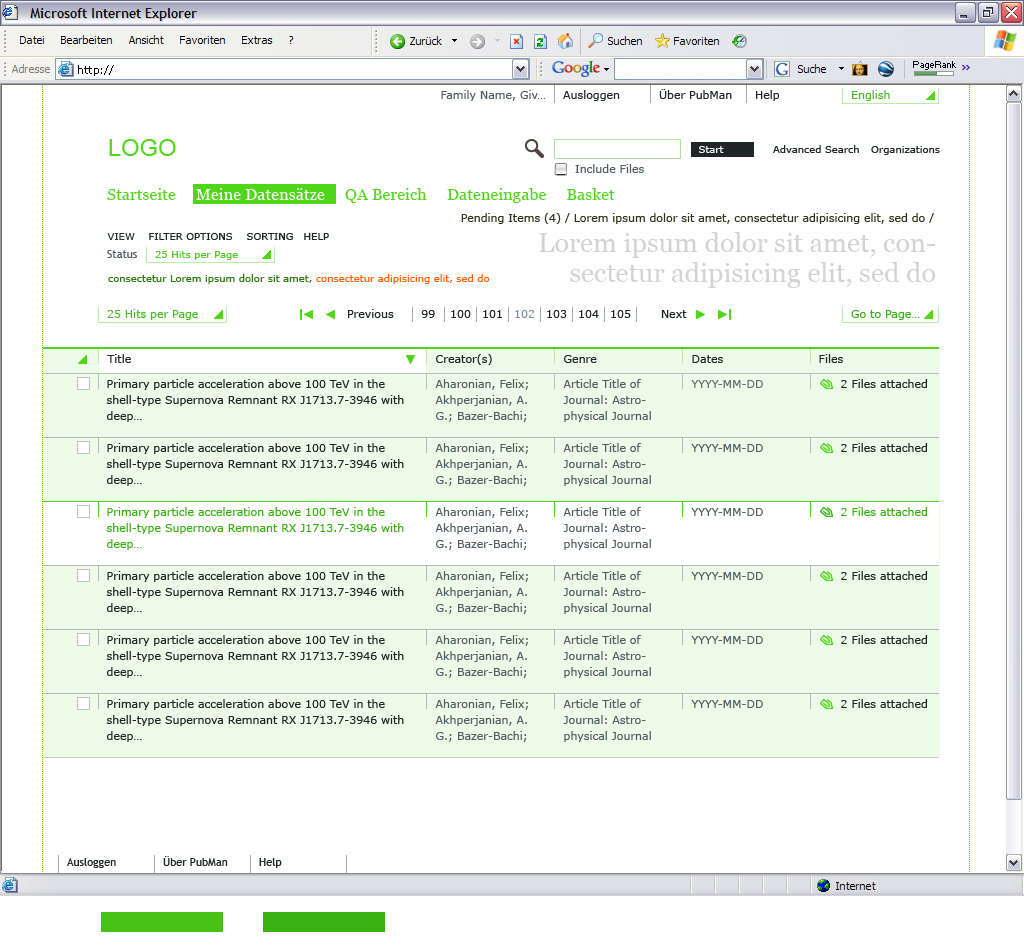 Microsoft Internet Explorer
Datei Bearbeiten Ansicht Favoriten Extras ? Zurück Suchen Favoriten
Adresse http:// Google G Suche PageRank »
Family Name, Giv... Ausloggen Über PubMan Help English
LOGO Start Advanced Search Organizations
Include Files
Startseite Meine Datensätze QA Bereich Dateneingabe Basket
Pending Items (4) / Lorem ipsum dolor sit amet, consectetur adipisicing elit, sed do /
VIEW FILTER OPTIONS SORTING HELP
Lorem ipsum dolor sit amet, con-
Status 25 Hits per Page
sectetur adipisicing elit, sed do
consectetur Lorem ipsum dolor sit amet, consectetur adipisicing elit, sed do
25 Hits per Page Previous 99 100 101 102 103 104 105 Next Go to Page...
Title Creator(s) Genre Dates Files
Primary particle acceleration above 100 TeV in the Aharonian, Felix; Article Title of YYYY-MM-DD 2 Files attached
shell-type Supernova Remnant RX J1713.7-3946 with Akhperjanian, A. Journal: Astro-
deep... G.; Bazer-Bachi; physical Journal
Primary particle acceleration above 100 TeV in the Aharonian, Felix; Article Title of YYYY-MM-DD 2 Files attached
shell-type Supernova Remnant RX J1713.7-3946 with Akhperjanian, A. Journal: Astro-
deep... G.; Bazer-Bachi; physical Journal
Primary particle acceleration above 100 TeV in the Aharonian, Felix; Article Title of YYYY-MM-DD 2 Files attached
shell-type Supernova Remnant RX J1713.7-3946 with Akhperjanian, A. Journal: Astro-
deep... G.; Bazer-Bachi; physical Journal
Primary particle acceleration above 100 TeV in the Aharonian, Felix; Article Title of YYYY-MM-DD 2 Files attached
shell-type Supernova Remnant RX J1713.7-3946 with Akhperjanian, A. Journal: Astro-
deep... G.; Bazer-Bachi; physical Journal
Primary particle acceleration above 100 TeV in the Aharonian, Felix; Article Title of YYYY-MM-DD 2 Files attached
shell-type Supernova Remnant RX J1713.7-3946 with Akhperjanian, A. Journal: Astro-
deep... G.; Bazer-Bachi; physical Journal
Primary particle acceleration above 100 TeV in the Aharonian, Felix; Article Title of YYYY-MM-DD 2 Files attached
shell-type Supernova Remnant RX J1713.7-3946 with Akhperjanian, A. Journal: Astro-
deep... G.; Bazer-Bachi; physical Journal
Ausloggen Über PubMan Help
Internet